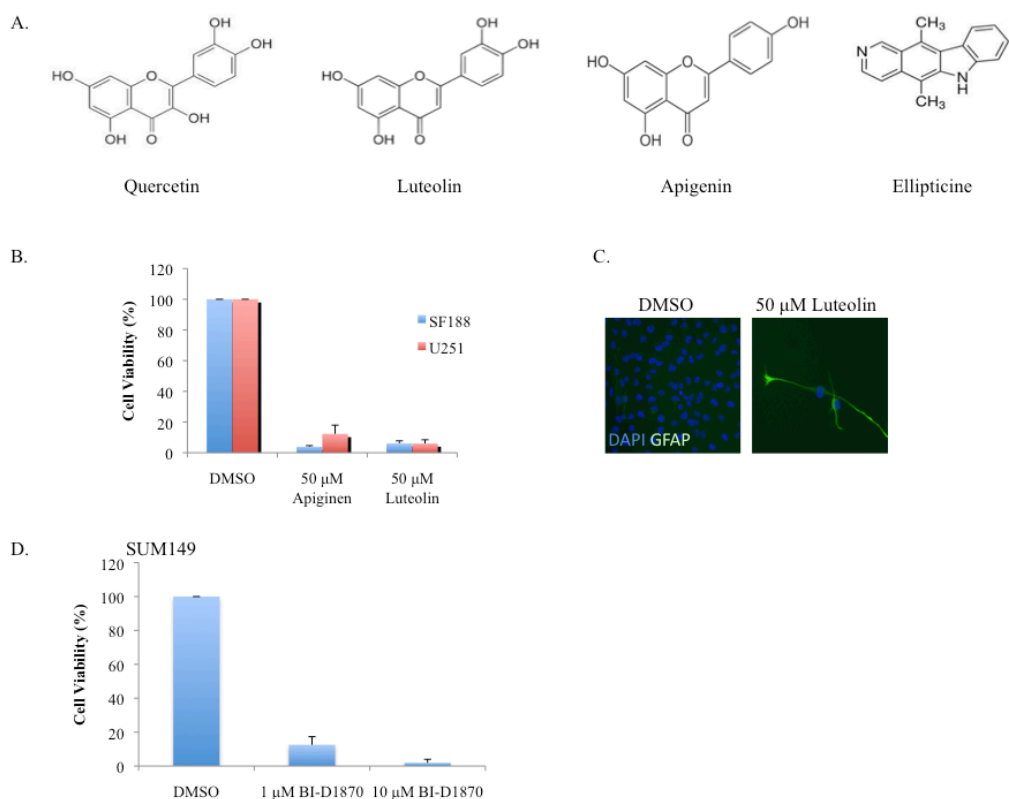 A.
OH
OH
HO
O
OH
OH
O
Quercetin
OH
OH
HO
O
OH
O
Luteolin
OH
HO
O
OH
O
Apigenin
CH₃
N
N
H
CH₃
Ellipticine
B.
Cell Viability (%)
120
100
80
60
40
20
0
SF188
U251
DMSO
50 μM
Apiginen
50 μM
Luteolin
C.
DMSO
50 μM Luteolin
DAPI GFAP
D.
SUM149
Cell Viability (%)
120
100
80
60
40
20
0
DMSO
1 μM BI-D1870
10 μM BI-D1870